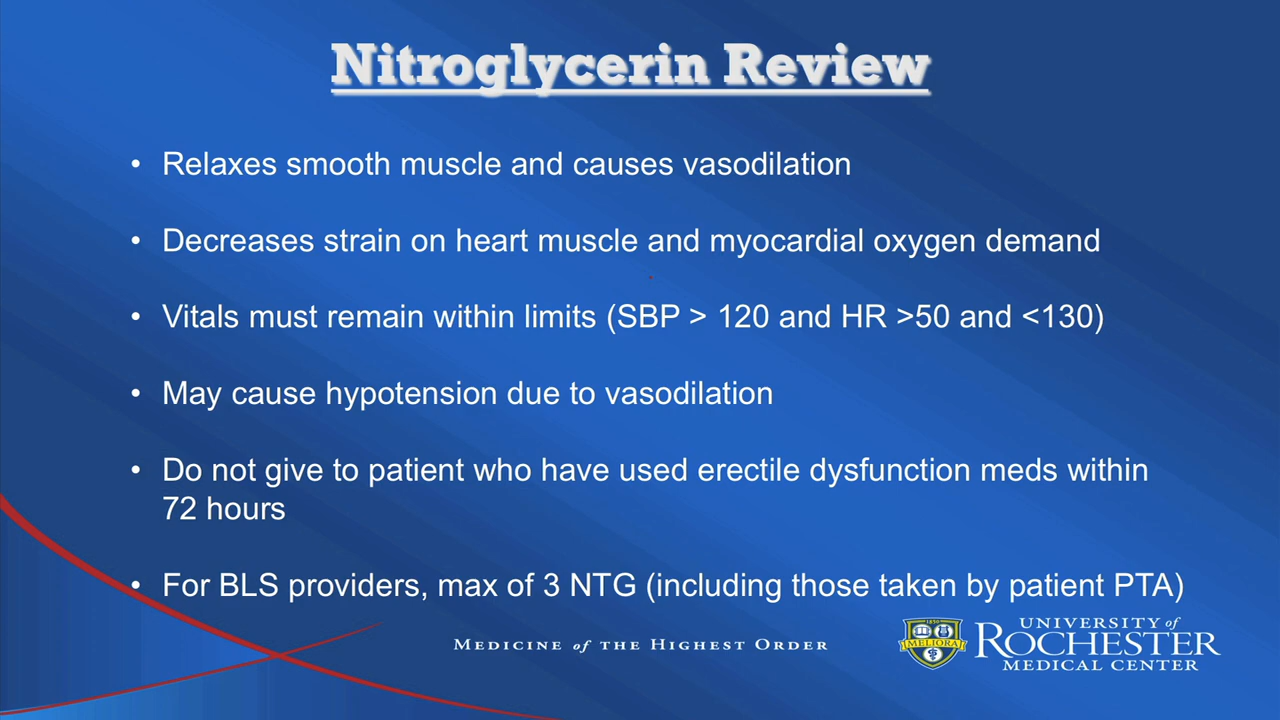 Nitroglycerin Review
• Relaxes smooth muscle and causes vasodilation
• Decreases strain on heart muscle and myocardial oxygen demand
• Vitals must remain within limits (SBP > 120 and HR >50 and <130)
• May cause hypotension due to vasodilation
• Do not give to patient who have used erectile dysfunction meds within
72 hours
• For BLS providers, max of 3 NTG (including those taken by patient PTA)
MEDICINE of THE HIGHEST ORDER
1850
MELIORA
UNIVERSITY of
ROCHESTER
MEDICAL CENTER